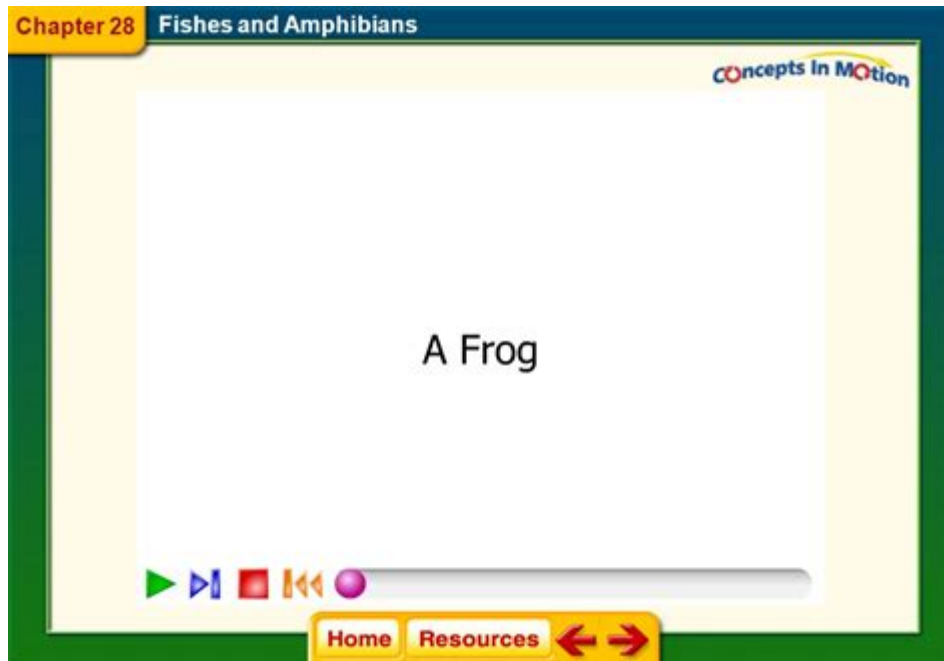 Chapter 28
Fishes and Amphibians
Concepts In Motion
A Frog
Home
Resources